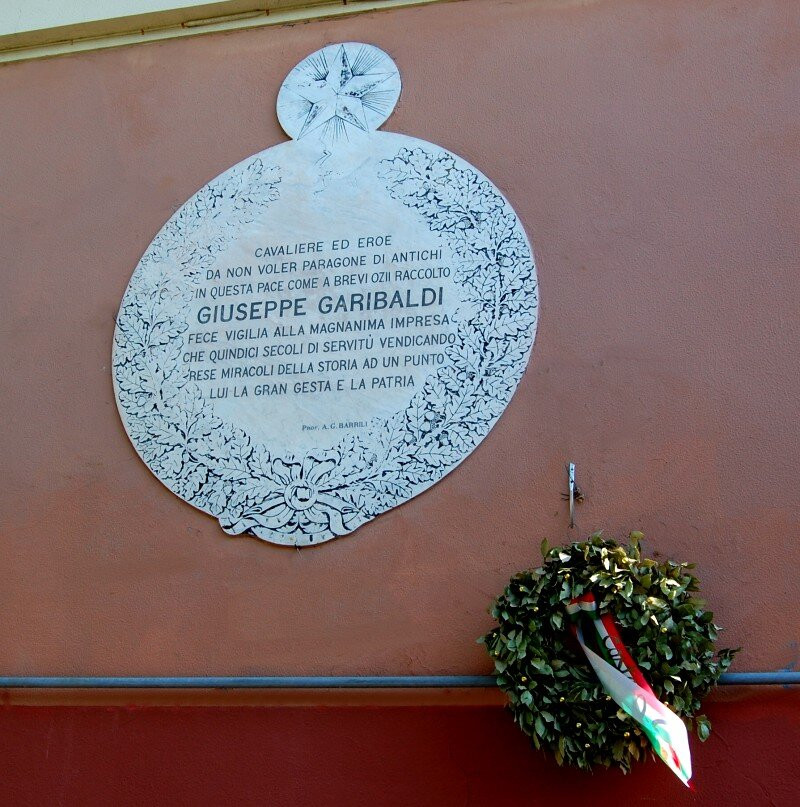 CAVALIERE ED EROE
DA NON VOLER PARAGONE DI ANTICHI
IN QUESTA PACE COME A BREVI OZII RACCOLTO
GIUSEPPE GARIBALDI
FECE VIGILIA ALLA MAGNANIMA IMPRESA
CHE QUINDICI SECOLI DI SERVITÙ VENDICANDO
RESE MIRACOLI DELLA STORIA AD UN PUNTO
LUI LA GRAN GESTA E LA PATRIA
PROF. A. G. BARRILI